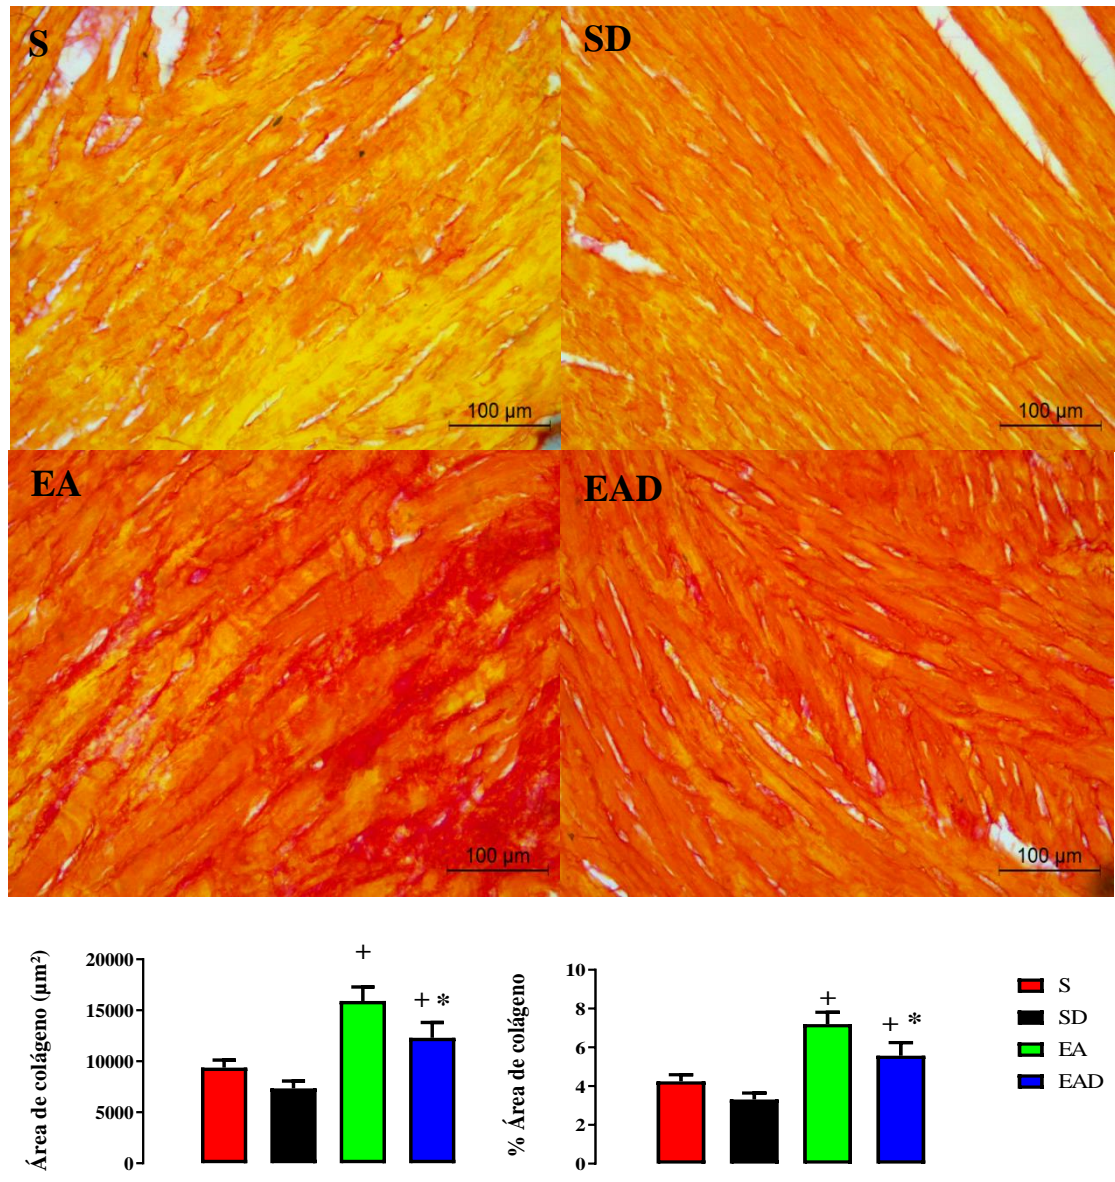 S
SD
100 µm
100 µm
EA
EAD
100 µm
100 µm
Área de colágeno (µm²)
20000
15000
10000
5000
0
+
+ *
% Área de colágeno
10
8
6
4
2
0
+
+ *
S
SD
EA
EAD